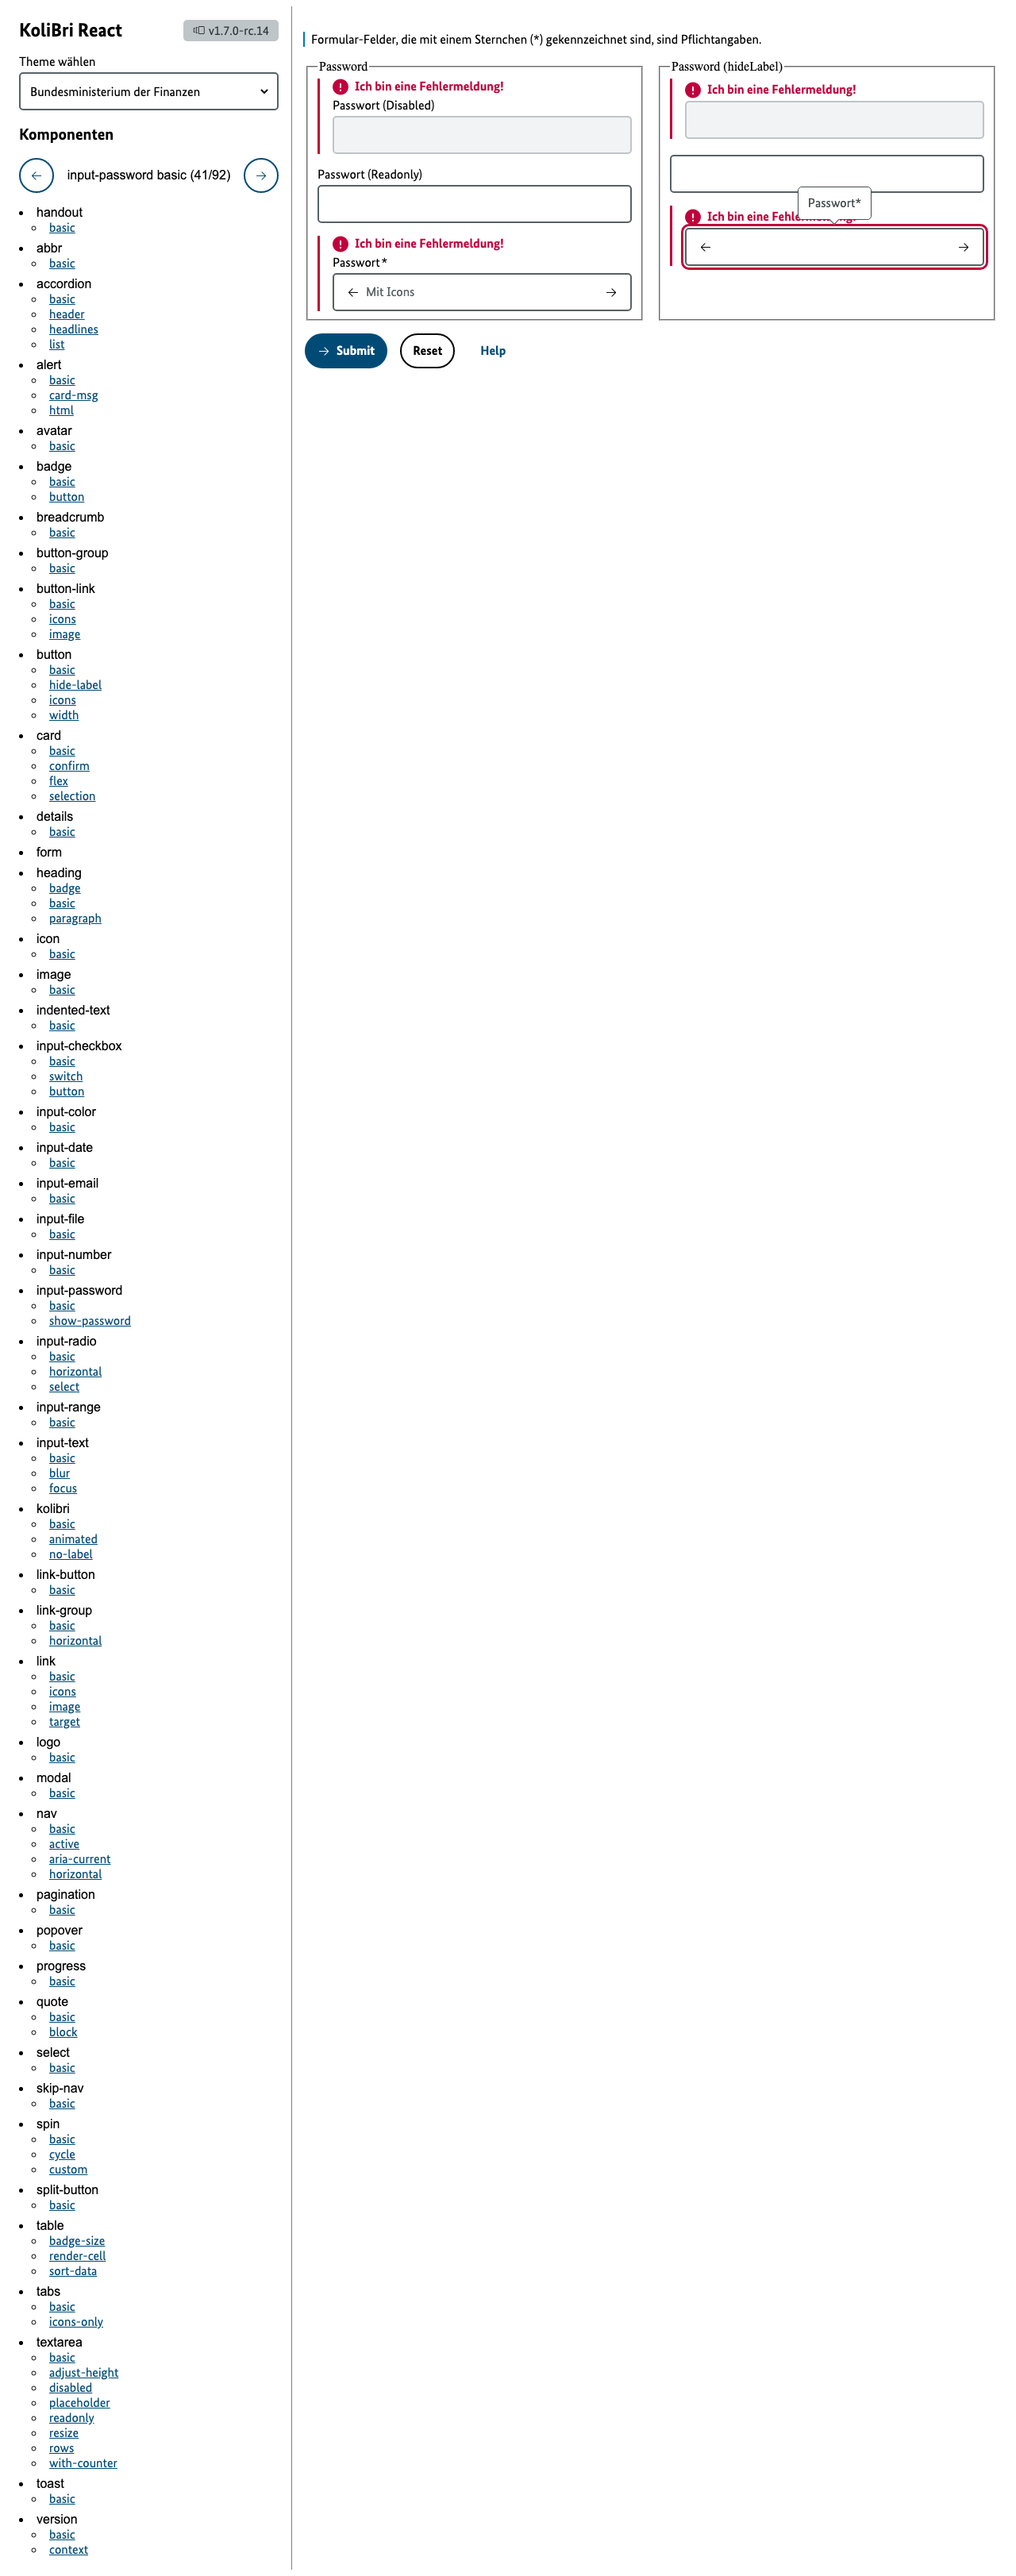 KoliBri React
v1.7.0-rc.14
Theme wählen
Bundesministerium der Finanzen
Komponenten
input-password basic (41/92)
handout
basic
abbr
basic
accordion
basic
header
headlines
list
alert
basic
card-msg
html
avatar
basic
badge
basic
button
breadcrumb
basic
button-group
basic
button-link
basic
icons
image
button
basic
hide-label
icons
width
card
basic
confirm
flex
selection
details
basic
form
heading
badge
basic
paragraph
icon
basic
image
basic
indented-text
basic
input-checkbox
basic
switch
button
input-color
basic
input-date
basic
input-email
basic
input-file
basic
input-number
basic
input-password
basic
show-password
input-radio
basic
horizontal
select
input-range
basic
input-text
basic
blur
focus
kolibri
basic
animated
no-label
link-button
basic
link-group
basic
horizontal
link
basic
icons
image
target
logo
basic
modal
basic
nav
basic
active
aria-current
horizontal
pagination
basic
popover
basic
progress
basic
quote
basic
block
select
basic
skip-nav
basic
spin
basic
cycle
custom
split-button
basic
table
badge-size
render-cell
sort-data
tabs
basic
icons-only
textarea
basic
adjust-height
disabled
placeholder
readonly
resize
rows
with-counter
toast
basic
version
basic
context
Formular-Felder, die mit einem Sternchen (*) gekennzeichnet sind, sind Pflichtangaben.
Password
Ich bin eine Fehlermeldung!
Passwort (Disabled)
Passwort (Readonly)
Ich bin eine Fehlermeldung!
Passwort*
Mit Icons
Password (hideLabel)
Ich bin eine Fehlermeldung!
Passwort*
Ich bin eine
Submit
Reset
Help